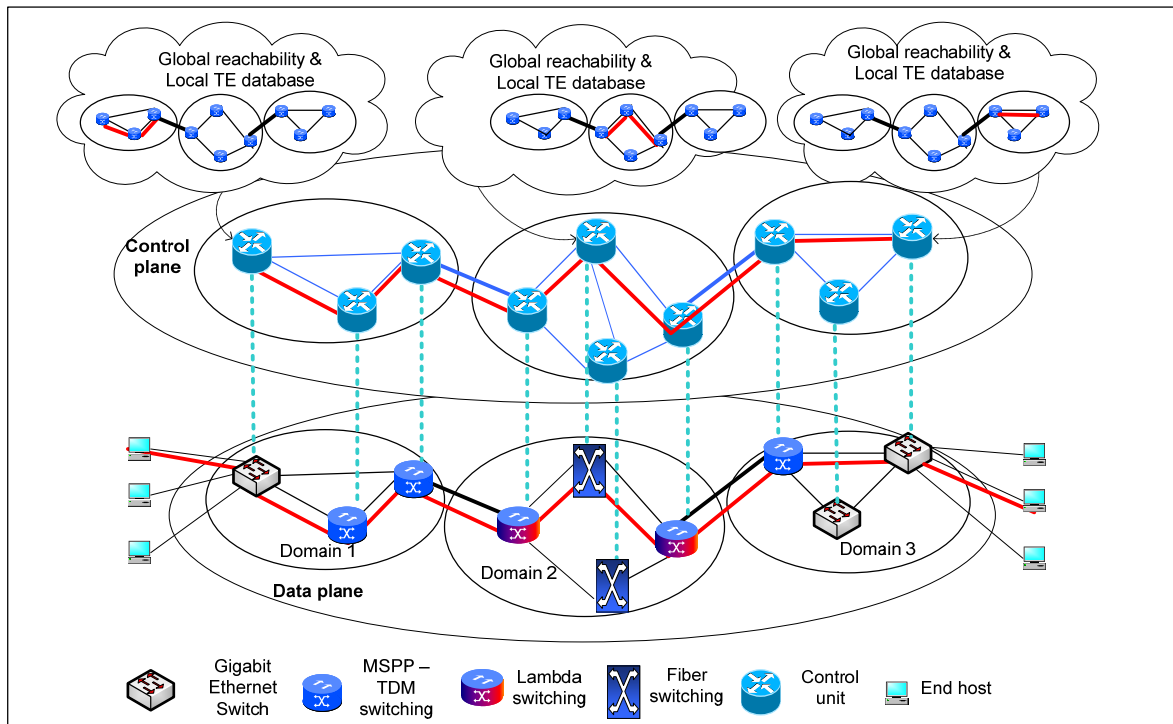 Global reachability &
Local TE database
Global reachability &
Local TE database
Global reachability &
Local TE database
Control
plane
Domain 1
Domain 2
Domain 3
Data plane
Gigabit
Ethernet
Switch
MSPP –
TDM
switching
Lambda
switching
Fiber
switching
Control
unit
End host